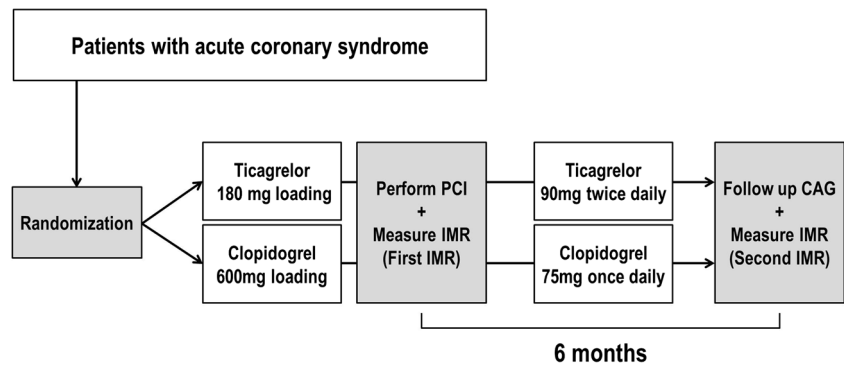 Patients with acute coronary syndrome
Randomization
Ticagrelor
180 mg loading
Clopidogrel
600mg loading
Perform PCI
+
Measure IMR
(First IMR)
Ticagrelor
90mg twice daily
Clopidogrel
75mg once daily
Follow up CAG
+
Measure IMR
(Second IMR)
6 months